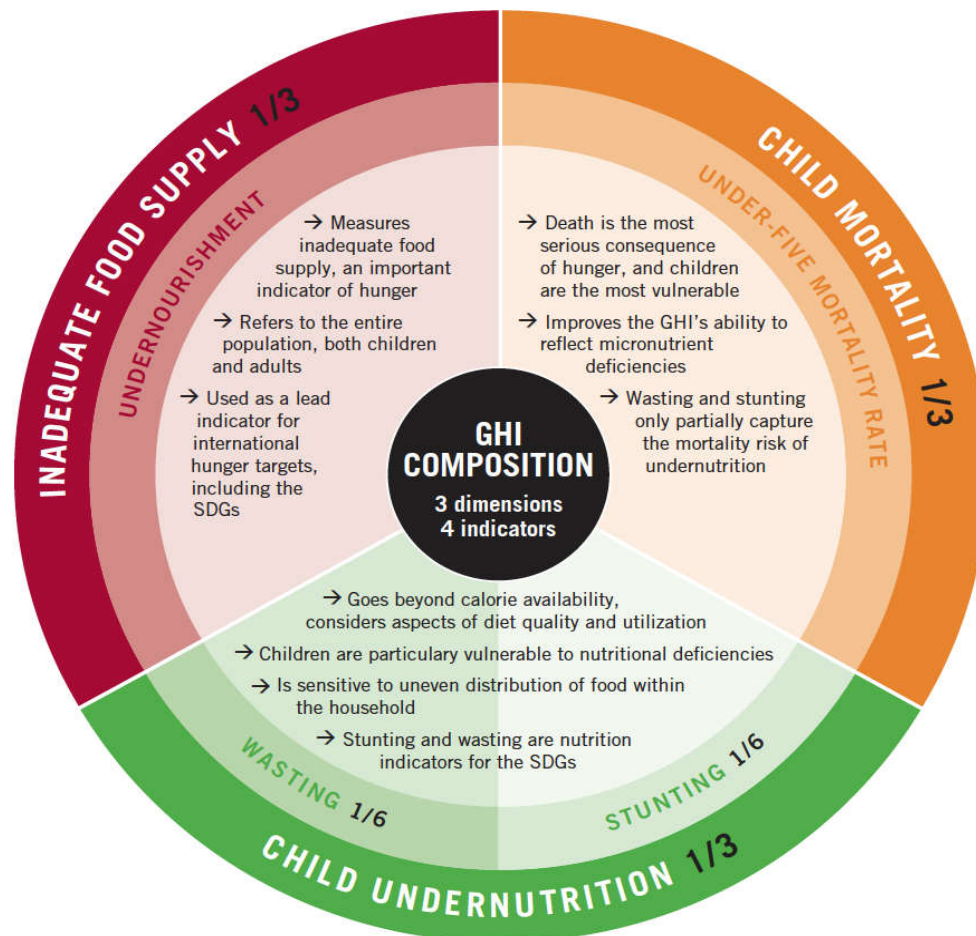 INADEQUATE FOOD SUPPLY 1/3
UNDERNOURISHMENT
→ Measures
inadequate food
supply, an important
indicator of hunger
→ Refers to the entire
population, both children
and adults
→ Used as a lead
indicator for
international
hunger targets,
including the
SDGs
CHILD MORTALITY 1/3
UNDER-FIVE MORTALITY RATE
→ Death is the most
serious consequence
of hunger, and children
are the most vulnerable
→ Improves the GHI’s ability to
reflect micronutrient
deficiencies
→ Wasting and stunting
only partially capture
the mortality risk of
undernutrition
GHI
COMPOSITION
3 dimensions
4 indicators
→ Goes beyond calorie availability,
considers aspects of diet quality and utilization
→ Children are particulary vulnerable to nutritional deficiencies
→ Is sensitive to uneven distribution of food within
the household
→ Stunting and wasting are nutrition
indicators for the SDGs
WASTING 1/6
STUNTING 1/6
CHILD UNDERNUTRITION 1/3